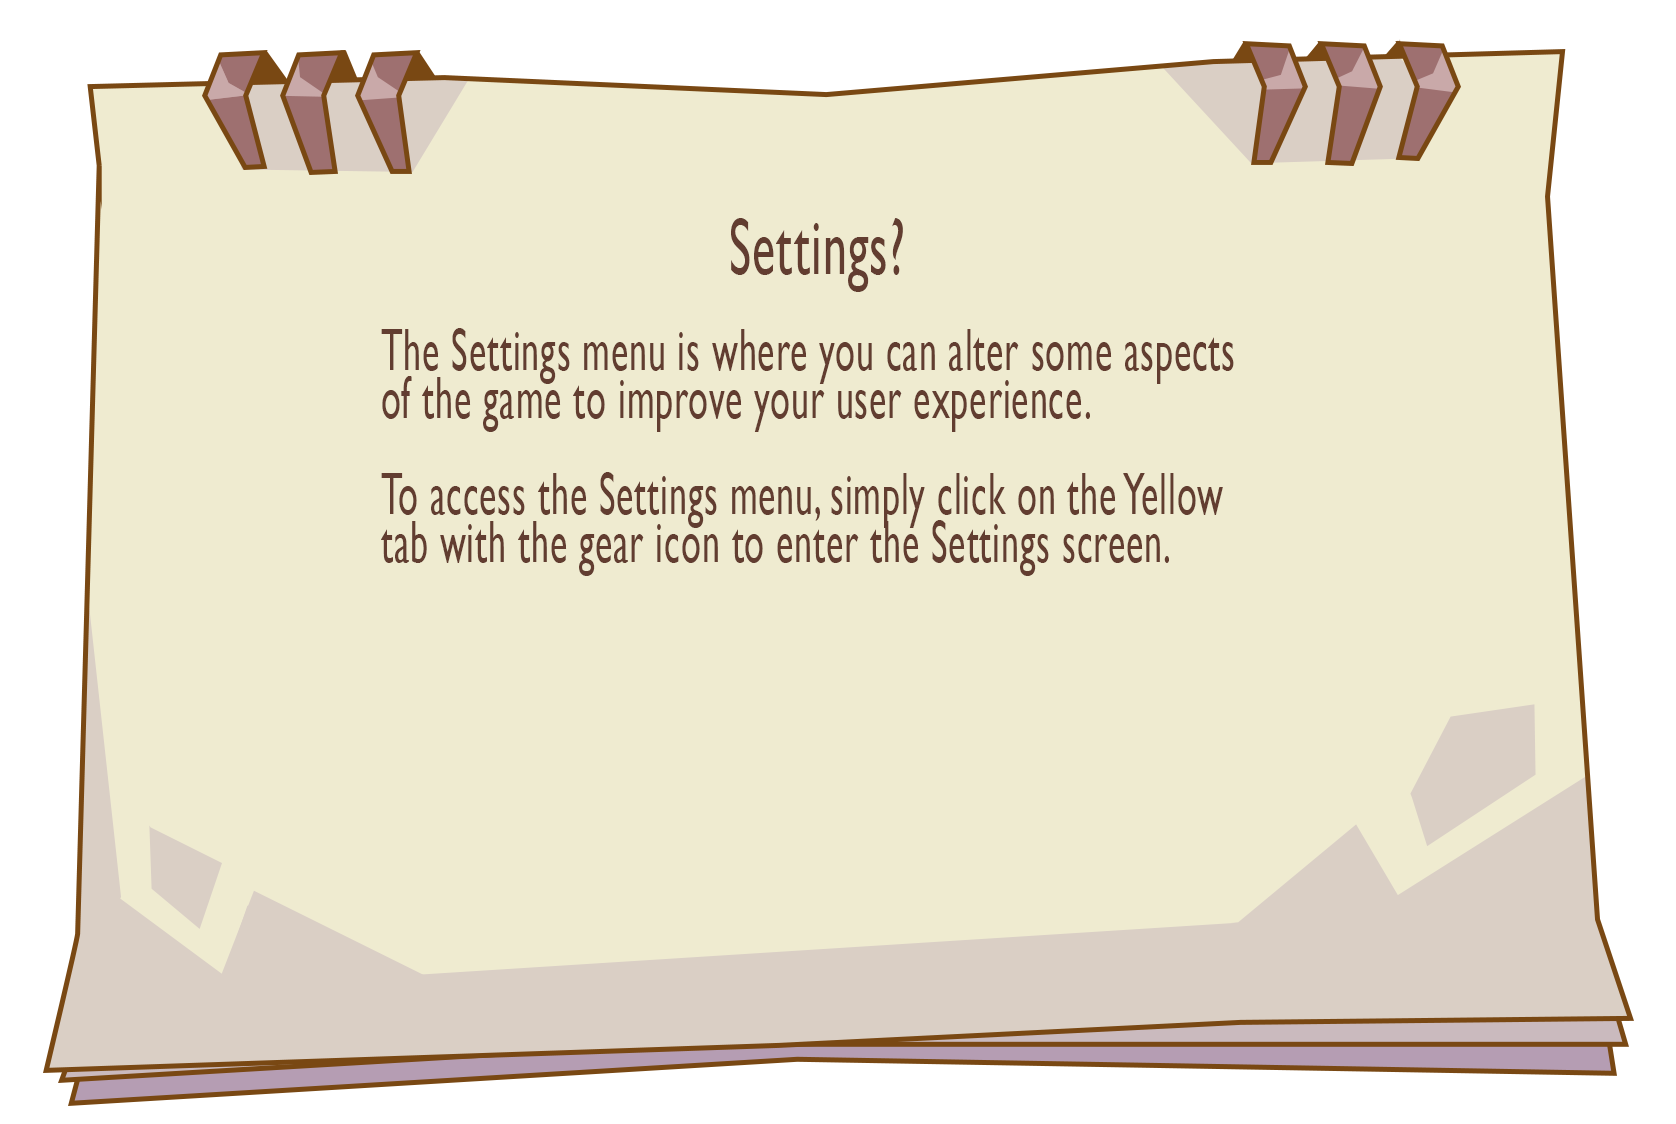 Settings?
The Settings menu is where you can alter some aspects
of the game to improve your user experience.
To access the Settings menu, simply click on the Yellow
tab with the gear icon to enter the Settings screen.